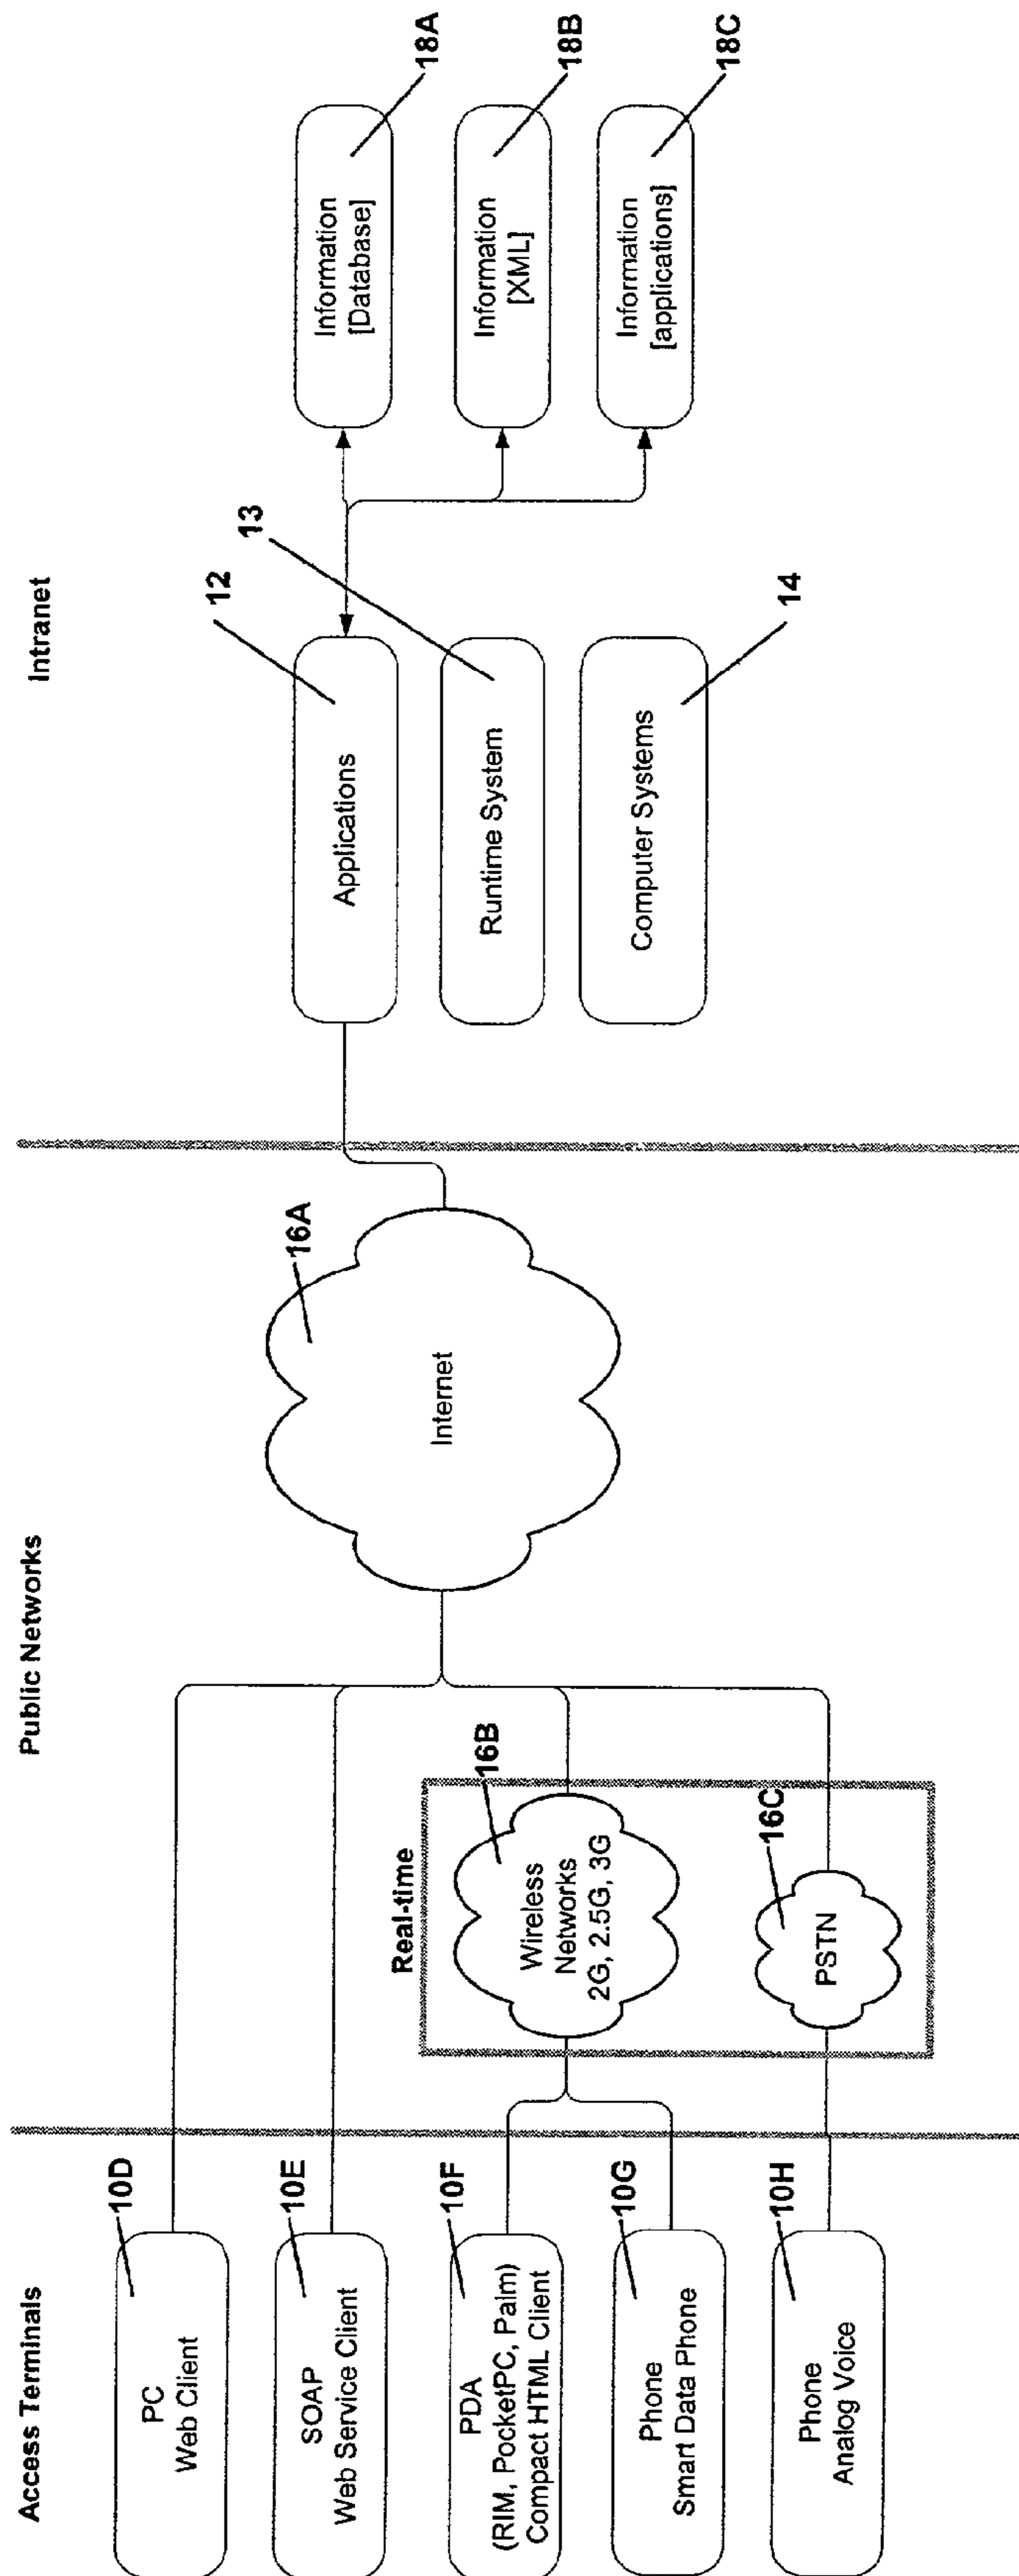 Access Terminals
Public Networks
Intranet
10D
PC
Web Client
10E
SOAP
Web Service Client
10F
PDA
(RIM, PocketPC, Palm)
Compact HTML Client
10G
Phone
Smart Data Phone
10H
Phone
Analog Voice
Real-time
16B
Wireless
Networks
2G, 2.5G, 3G
16C
PSTN
16A
Internet
12
Applications
13
Runtime System
14
Computer Systems
18A
Information
[Database]
18B
Information
[XML]
18C
Information
[applications]